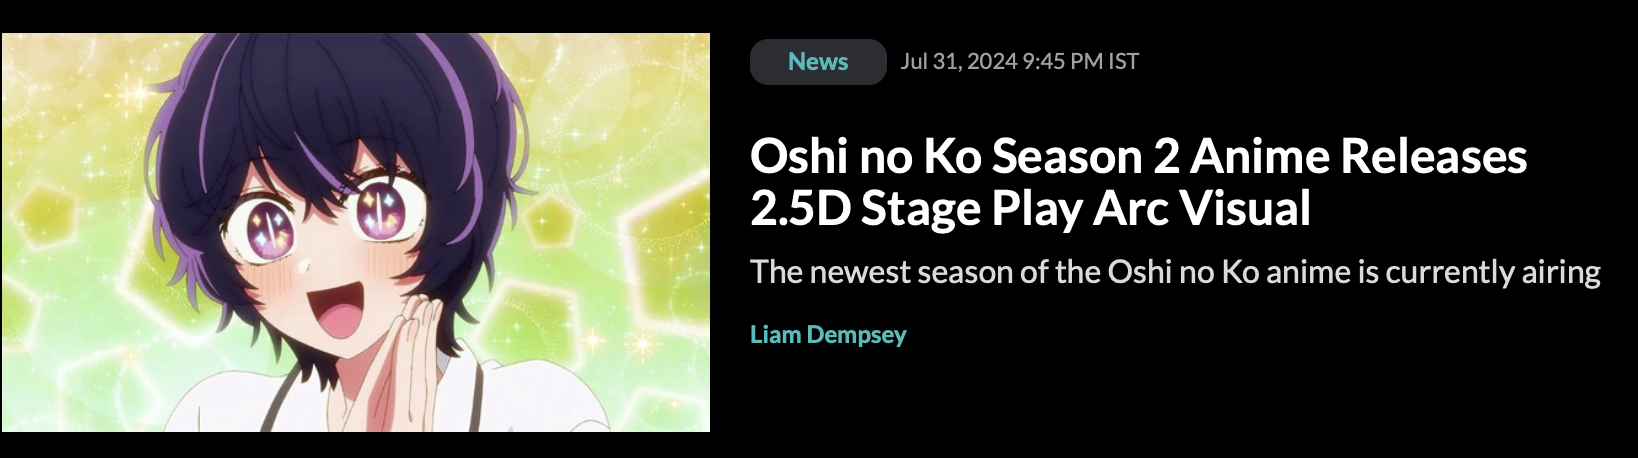 News
Jul 31, 2024 9:45 PM IST
Oshi no Ko Season 2 Anime Releases
2.5D Stage Play Arc Visual
The newest season of the Oshi no Ko anime is currently airing
Liam Dempsey